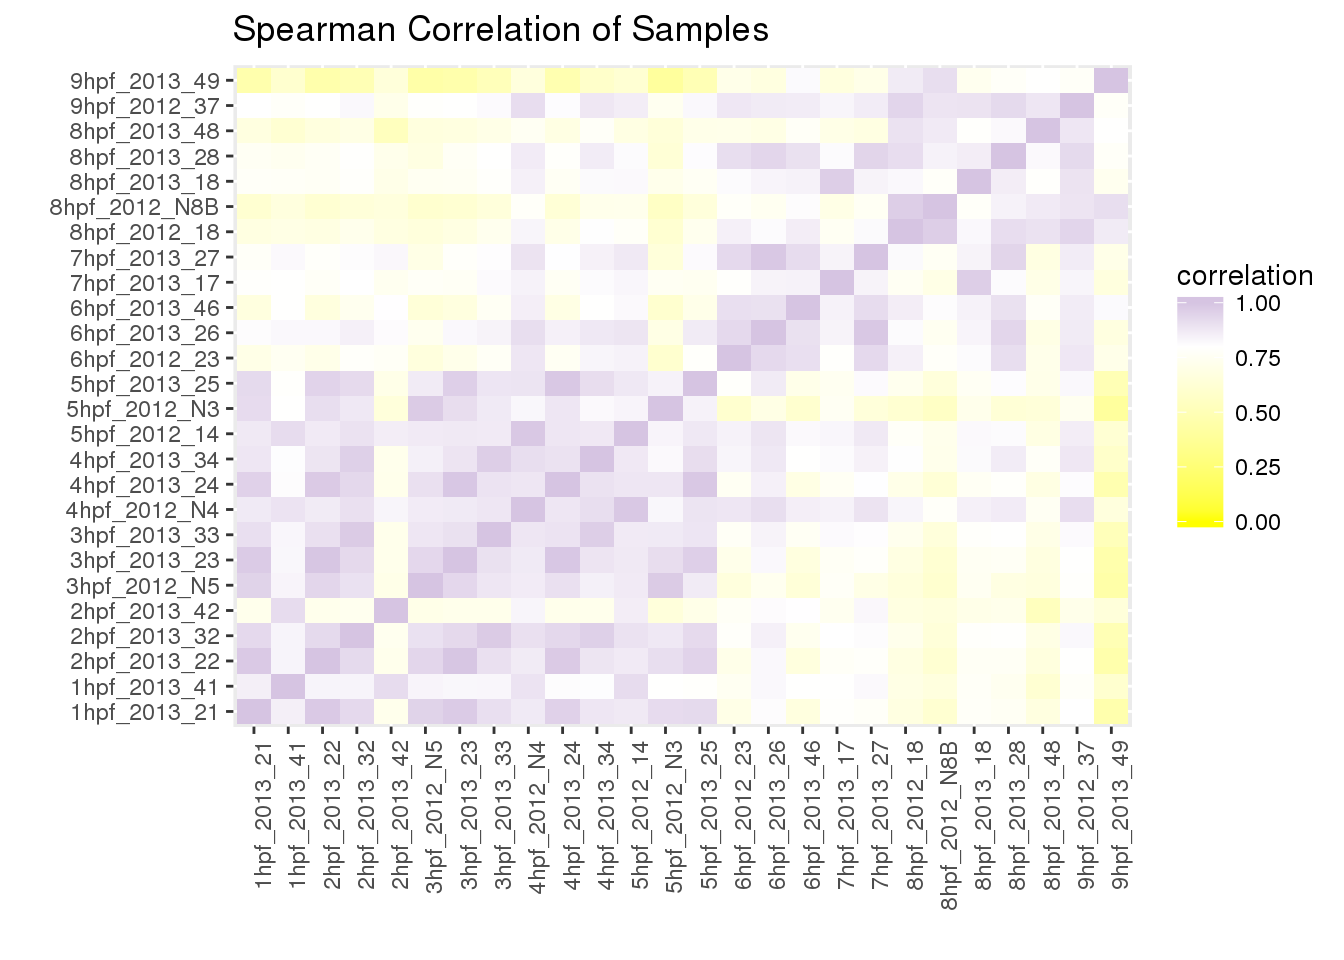 Spearman Correlation of Samples
9hpf_2013_49
9hpf_2012_37
8hpf_2013_48
8hpf_2013_28
8hpf_2013_18
8hpf_2012_N8B
8hpf_2012_18
7hpf_2013_27
7hpf_2013_17
6hpf_2013_46
6hpf_2013_26
6hpf_2012_23
5hpf_2013_25
5hpf_2012_N3
5hpf_2012_14
4hpf_2013_34
4hpf_2013_24
4hpf_2012_N4
3hpf_2013_33
3hpf_2013_23
3hpf_2012_N5
2hpf_2013_42
2hpf_2013_32
2hpf_2013_22
1hpf_2013_41
1hpf_2013_21
1hpf_2013_21
1hpf_2013_41
2hpf_2013_22
2hpf_2013_32
2hpf_2013_42
3hpf_2012_N5
3hpf_2013_23
3hpf_2013_33
4hpf_2012_N4
4hpf_2013_24
4hpf_2013_34
5hpf_2012_14
5hpf_2012_N3
5hpf_2013_25
6hpf_2012_23
6hpf_2013_26
6hpf_2013_46
7hpf_2013_17
7hpf_2013_27
8hpf_2012_18
8hpf_2012_N8B
8hpf_2013_18
8hpf_2013_28
8hpf_2013_48
9hpf_2012_37
9hpf_2013_49
correlation
1.00
0.75
0.50
0.25
0.00